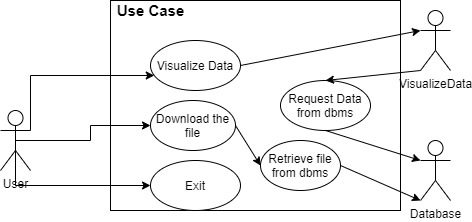 Use Case
Visualize Data
VisualizeData
Request Data
from dbms
Download the
file
Retrieve file
from dbms
User
Exit
Database